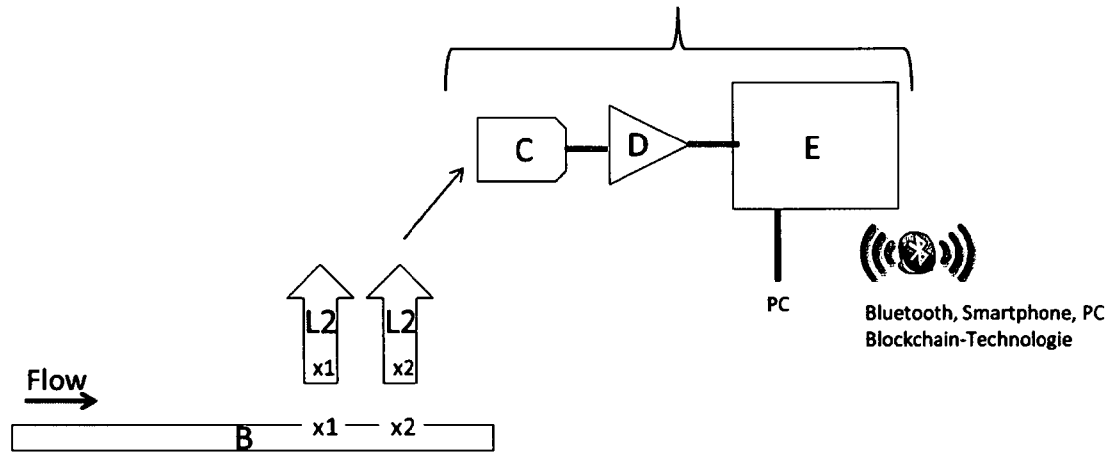 C
D
E
L2
L2
x1
x2
PC
Bluetooth, Smartphone, PC
Blockchain-Technologie
Flow
B
x1
x2